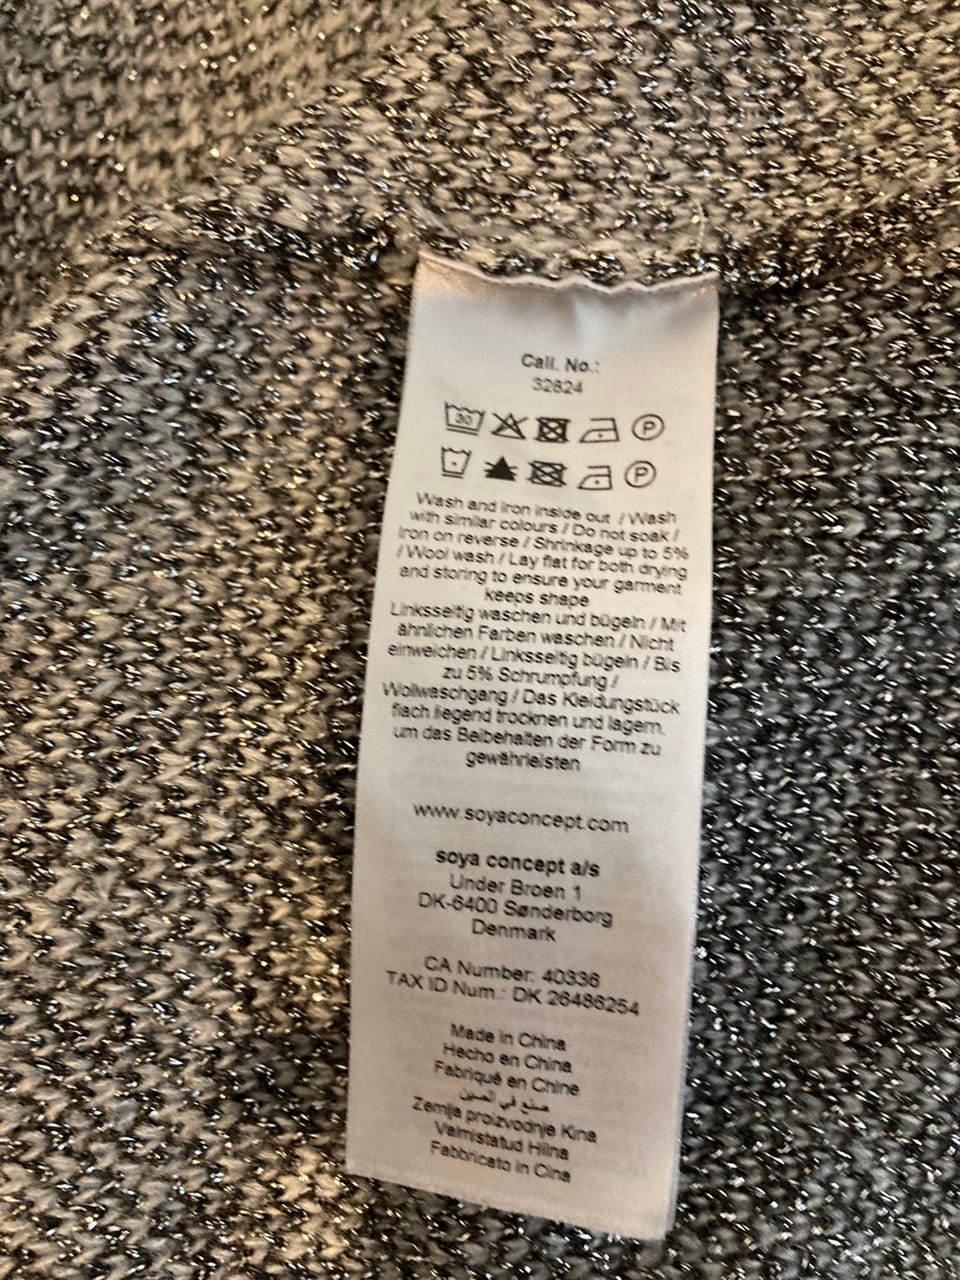 Call. No.:
32824
30
P
P
Wash and iron inside out / Wash
with similar colours / Do not soak /
Iron on reverse / Shrinkage up to 5%
/ Wool wash / Lay flat for both drying
and storing to ensure your garment
keeps shape
Linksseitig waschen und bügeln / Mit
ähnlichen Farben waschen / Nicht
einweichen / Linksseitig bügeln / Bis
zu 5% Schrumpfung /
Wollwaschgang / Das Kleidungstück
flach liegend trocknen und lagern,
um das Beibehalten der Form zu
gewährleisten
www.soyaconcept.com
soya concept a/s
Under Broen 1
DK-6400 Sønderborg
Denmark
CA Number: 40336
TAX ID Num.: DK 26486254
Made in China
Hecho en China
Fabriqué en Chine
صنع في الصين
Zemlja proizvodnje Kina
Valmistatud Hiina
Fabbricato in Cina